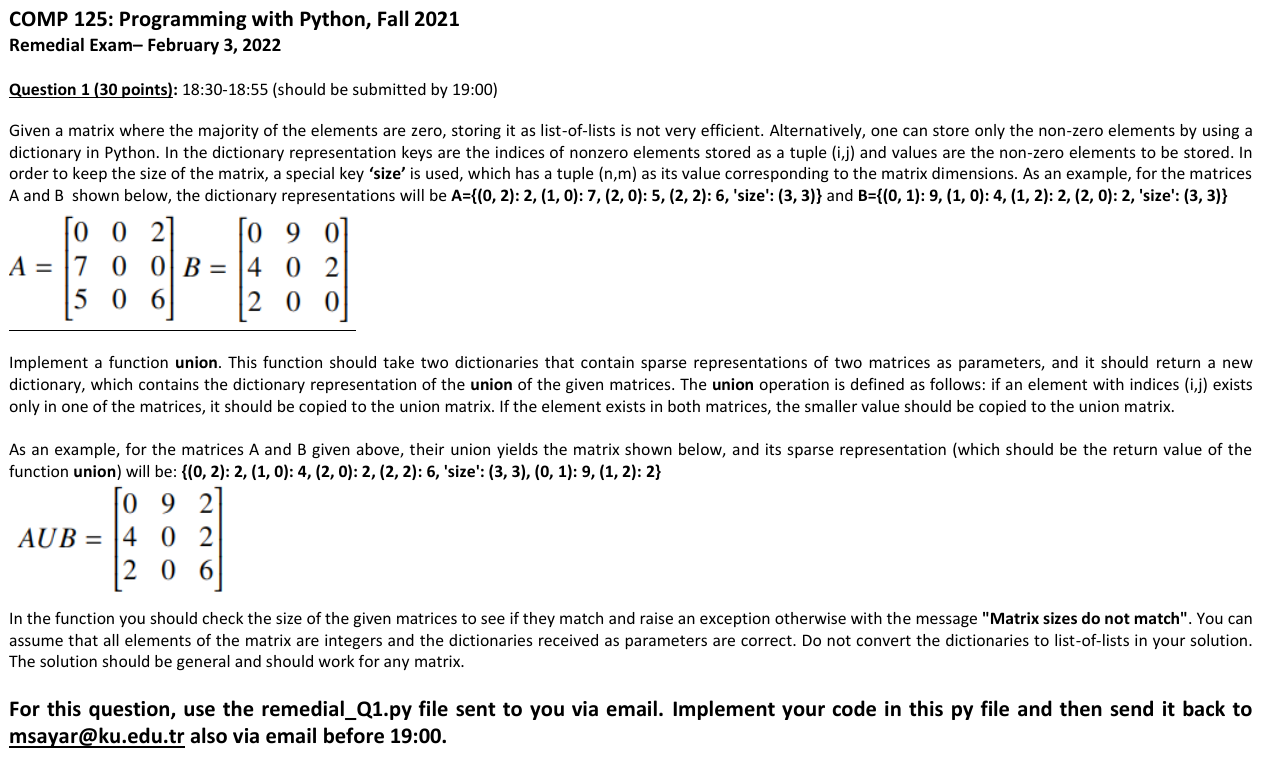 COMP 125: Programming with Python, Fall 2021
Remedial Exam– February 3, 2022
Question 1 (30 points): 18:30-18:55 (should be submitted by 19:00)
Given a matrix where the majority of the elements are zero, storing it as list-of-lists is not very efficient. Alternatively, one can store only the non-zero elements by using a
dictionary in Python. In the dictionary representation keys are the indices of nonzero elements stored as a tuple (i,j) and values are the non-zero elements to be stored. In
order to keep the size of the matrix, a special key ‘size’ is used, which has a tuple (n,m) as its value corresponding to the matrix dimensions. As an example, for the matrices
A and B shown below, the dictionary representations will be A={(0, 2): 2, (1, 0): 7, (2, 0): 5, (2, 2): 6, 'size': (3, 3)} and B={(0, 1): 9, (1, 0): 4, (1, 2): 2, (2, 0): 2, 'size': (3, 3)}
[0 0 2] [0 9 0]
A = [7 0 0] B = [4 0 2]
[5 0 6] [2 0 0]
Implement a function union. This function should take two dictionaries that contain sparse representations of two matrices as parameters, and it should return a new
dictionary, which contains the dictionary representation of the union of the given matrices. The union operation is defined as follows: if an element with indices (i,j) exists
only in one of the matrices, it should be copied to the union matrix. If the element exists in both matrices, the smaller value should be copied to the union matrix.
As an example, for the matrices A and B given above, their union yields the matrix shown below, and its sparse representation (which should be the return value of the
function union) will be: {(0, 2): 2, (1, 0): 4, (2, 0): 2, (2, 2): 6, 'size': (3, 3), (0, 1): 9, (1, 2): 2}
[0 9 2]
AUB = [4 0 2]
[2 0 6]
In the function you should check the size of the given matrices to see if they match and raise an exception otherwise with the message "Matrix sizes do not match". You can
assume that all elements of the matrix are integers and the dictionaries received as parameters are correct. Do not convert the dictionaries to list-of-lists in your solution.
The solution should be general and should work for any matrix.
For this question, use the remedial_Q1.py file sent to you via email. Implement your code in this py file and then send it back to
msayar@ku.edu.tr also via email before 19:00.